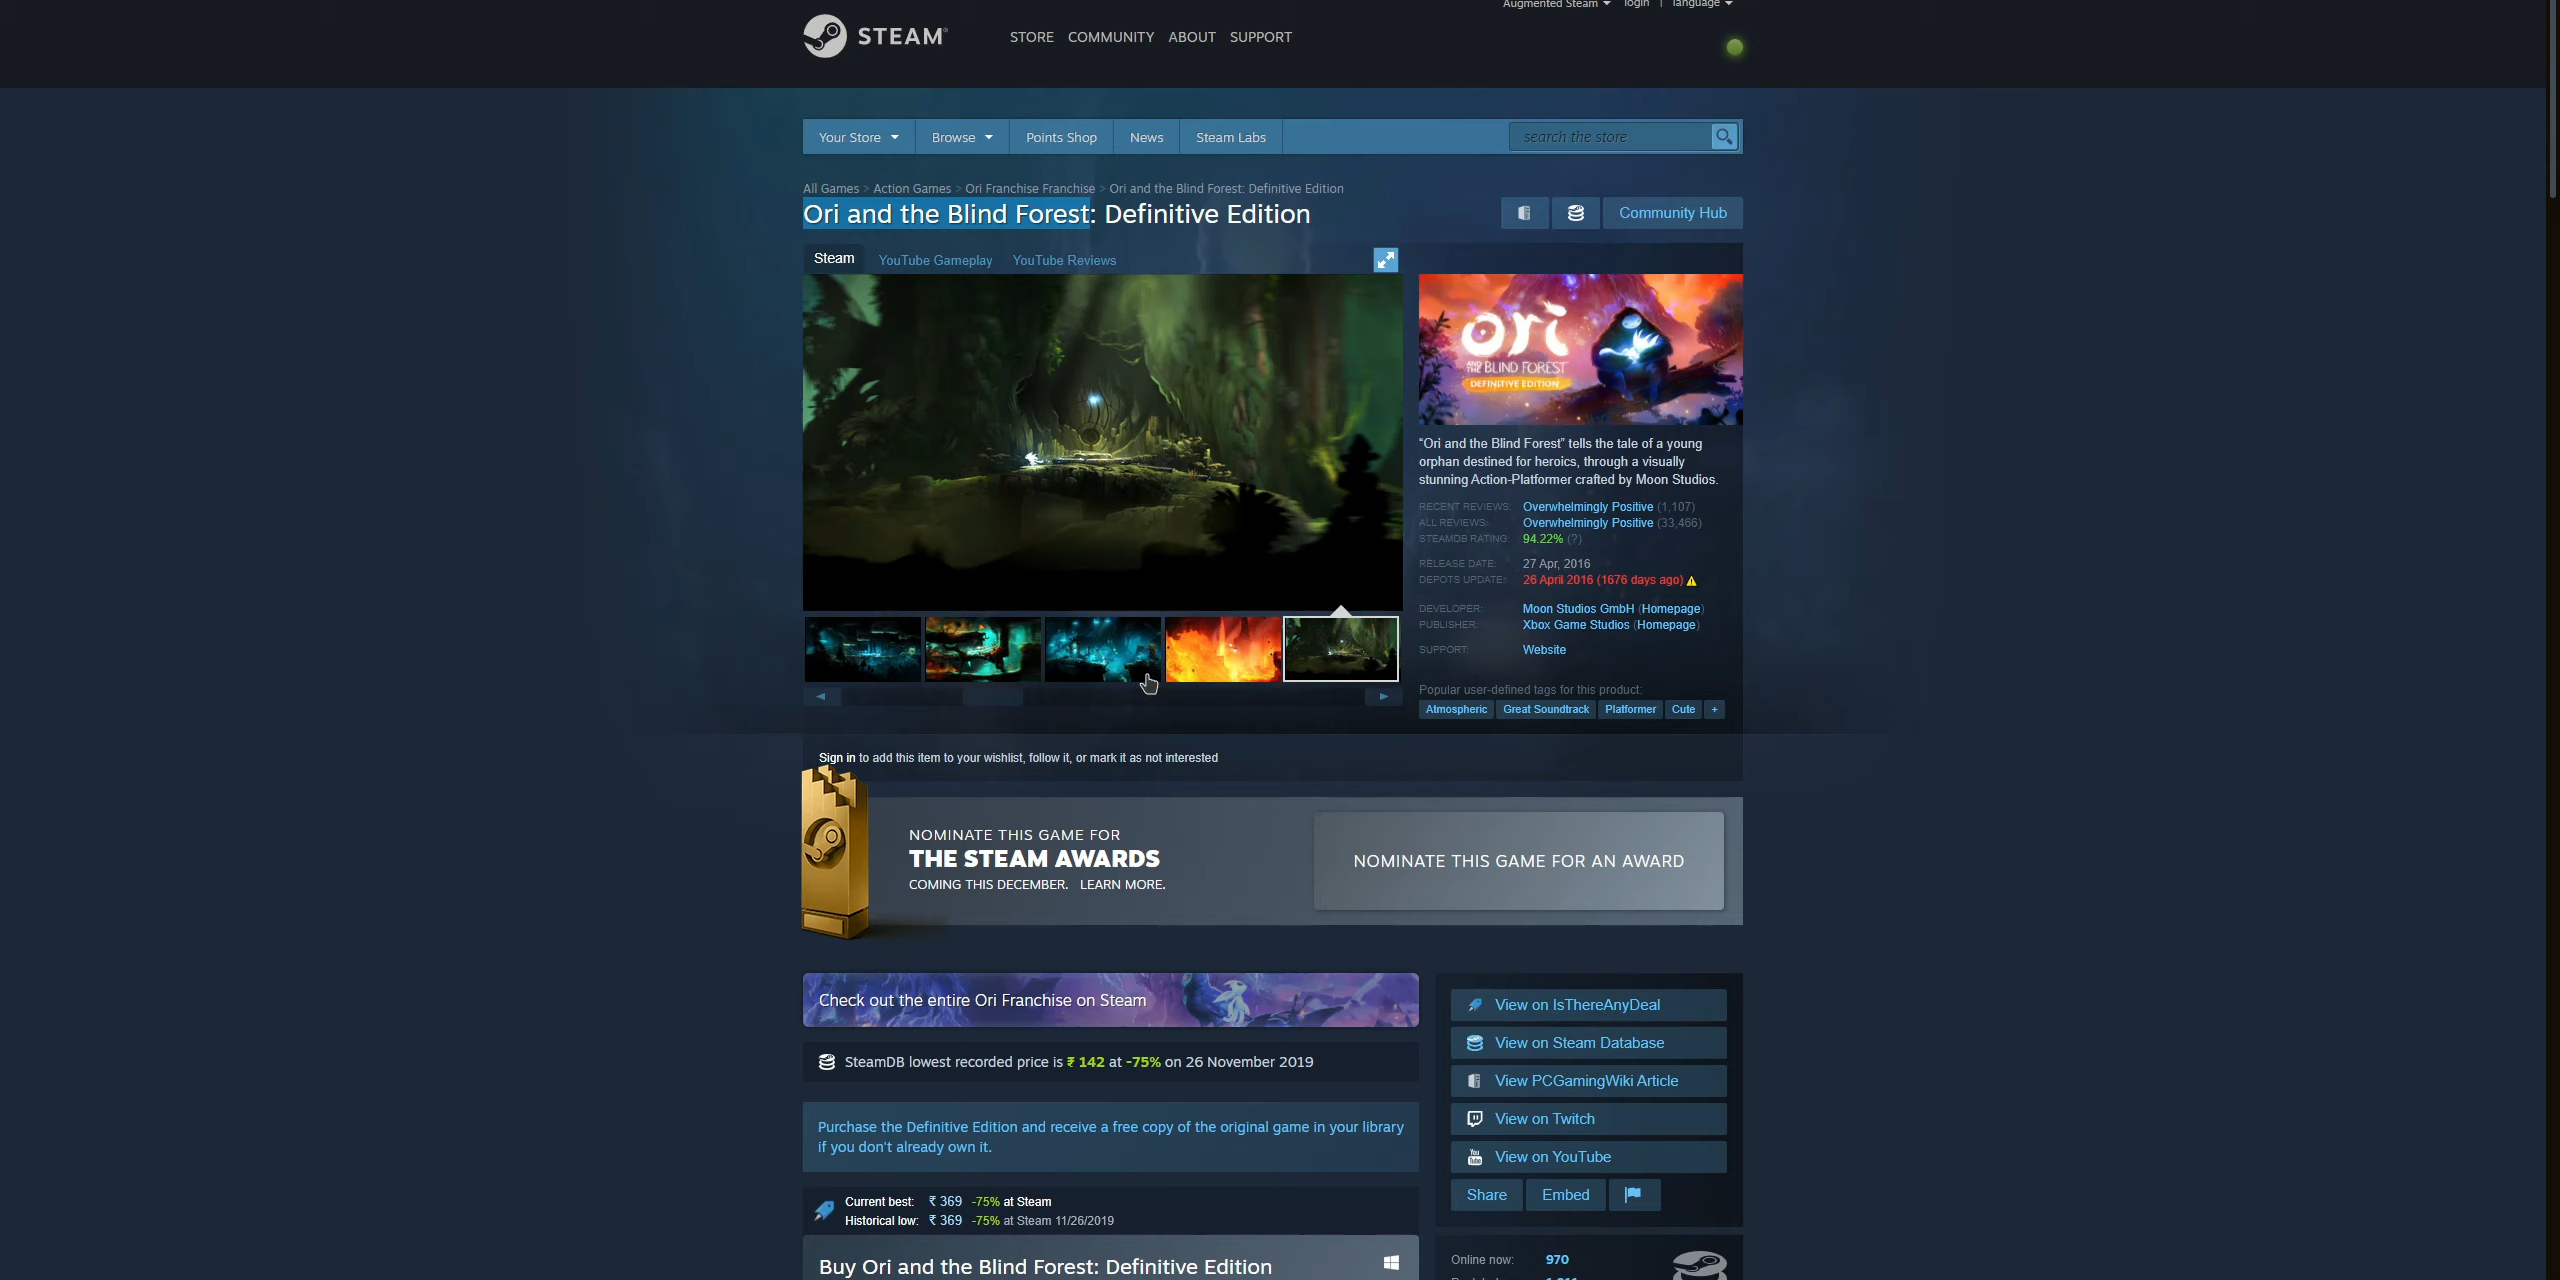 Augmented Steam login | language
STEAM®
STORE COMMUNITY ABOUT SUPPORT
Your Store Browse Points Shop News Steam Labs search the store
All Games > Action Games > Ori Franchise Franchise > Ori and the Blind Forest: Definitive Edition
Ori and the Blind Forest: Definitive Edition
Community Hub
Steam YouTube Gameplay YouTube Reviews
ori
AND THE BLIND FOREST
DEFINITIVE EDITION
“Ori and the Blind Forest” tells the tale of a young
orphan destined for heroics, through a visually
stunning Action-Platformer crafted by Moon Studios.
RECENT REVIEWS: Overwhelmingly Positive (1,107)
ALL REVIEWS: Overwhelmingly Positive (33,466)
STEAMDB RATING: 94.22% (?)
RELEASE DATE: 27 Apr, 2016
DEPOTS UPDATE: 26 April 2016 (1676 days ago)
DEVELOPER: Moon Studios GmbH (Homepage)
PUBLISHER: Xbox Game Studios (Homepage)
SUPPORT: Website
Popular user-defined tags for this product:
Atmospheric Great Soundtrack Platformer Cute +
Sign in to add this item to your wishlist, follow it, or mark it as not interested
NOMINATE THIS GAME FOR
THE STEAM AWARDS
COMING THIS DECEMBER. LEARN MORE.
NOMINATE THIS GAME FOR AN AWARD
Check out the entire Ori Franchise on Steam
SteamDB lowest recorded price is ₹ 142 at -75% on 26 November 2019
Purchase the Definitive Edition and receive a free copy of the original game in your library
if you don't already own it.
Current best: ₹ 369 -75% at Steam
Historical low: ₹ 369 -75% at Steam 11/26/2019
Buy Ori and the Blind Forest: Definitive Edition
View on IsThereAnyDeal
View on Steam Database
View PCGamingWiki Article
View on Twitch
You Tube View on YouTube
Share Embed
Online now: 970